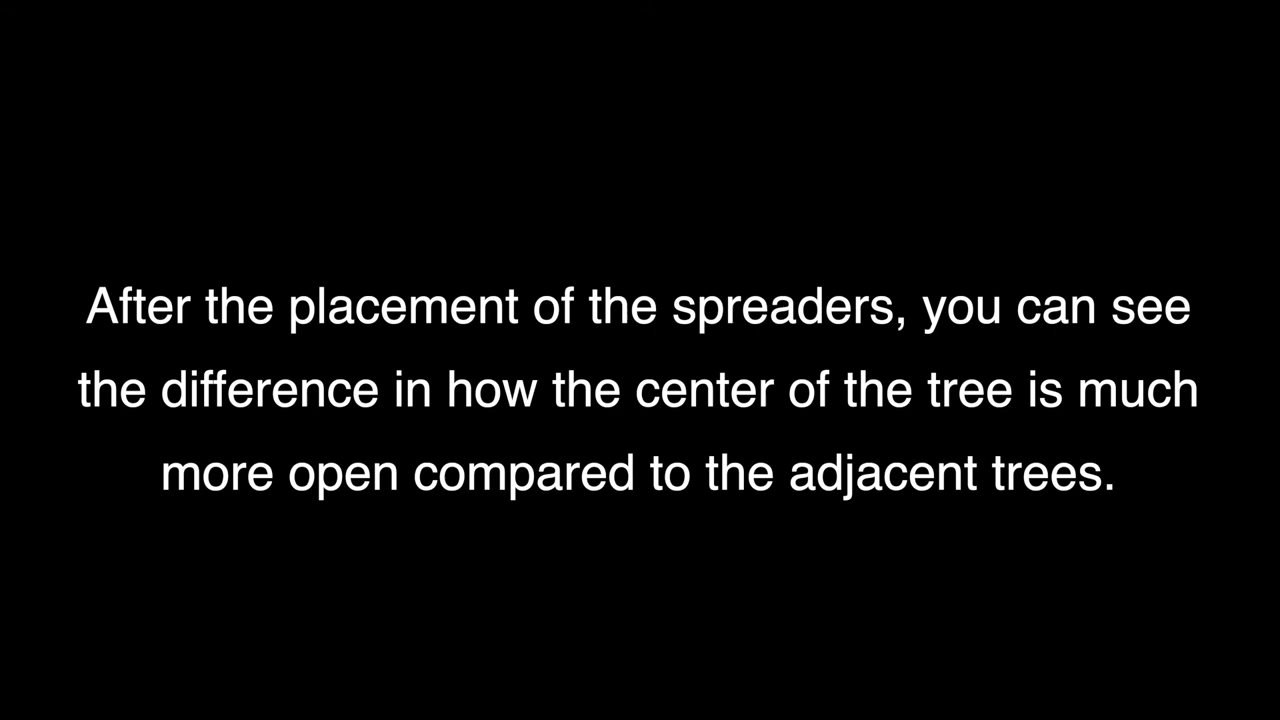 After the placement of the spreaders, you can see
the difference in how the center of the tree is much
more open compared to the adjacent trees.